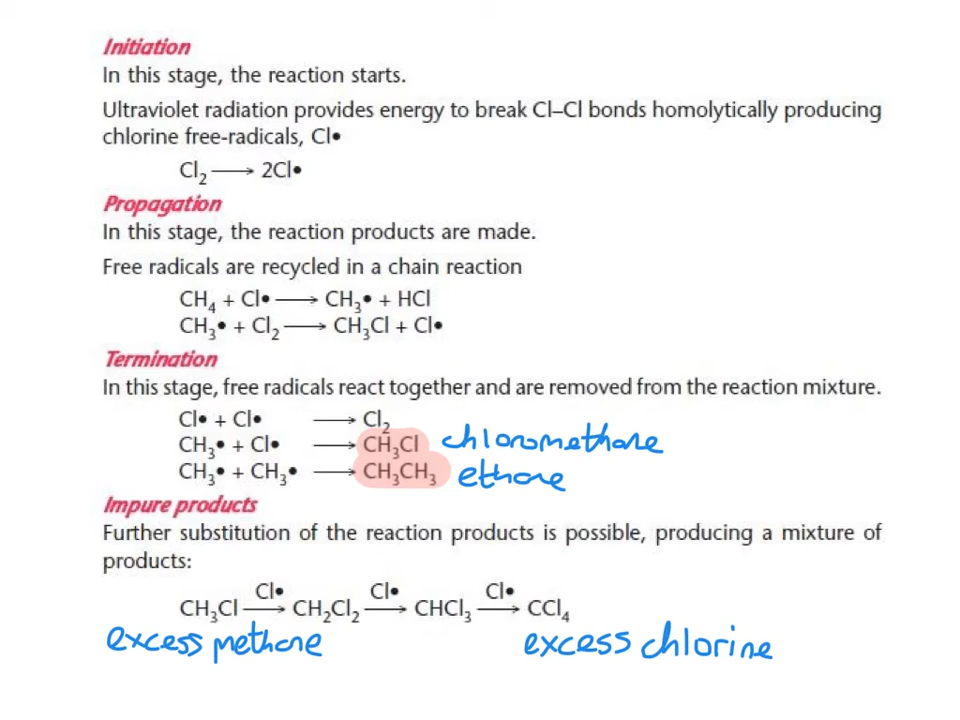 Initiation
In this stage, the reaction starts.
Ultraviolet radiation provides energy to break Cl–Cl bonds homolytically producing
chlorine free-radicals, Cl•
Cl₂ ⟶ 2Cl•
Propagation
In this stage, the reaction products are made.
Free radicals are recycled in a chain reaction
CH₄ + Cl• ⟶ CH₃• + HCl
CH₃• + Cl₂ ⟶ CH₃Cl + Cl•
Termination
In this stage, free radicals react together and are removed from the reaction mixture.
Cl• + Cl• ⟶ Cl₂
CH₃• + Cl• ⟶ CH₃Cl chloromethane
CH₃• + CH₃• ⟶ CH₃CH₃ ethane
Impure products
Further substitution of the reaction products is possible, producing a mixture of
products:
Cl• Cl• Cl•
CH₃Cl ⟶ CH₂Cl₂ ⟶ CHCl₃ ⟶ CCl₄
excess methane excess chlorine